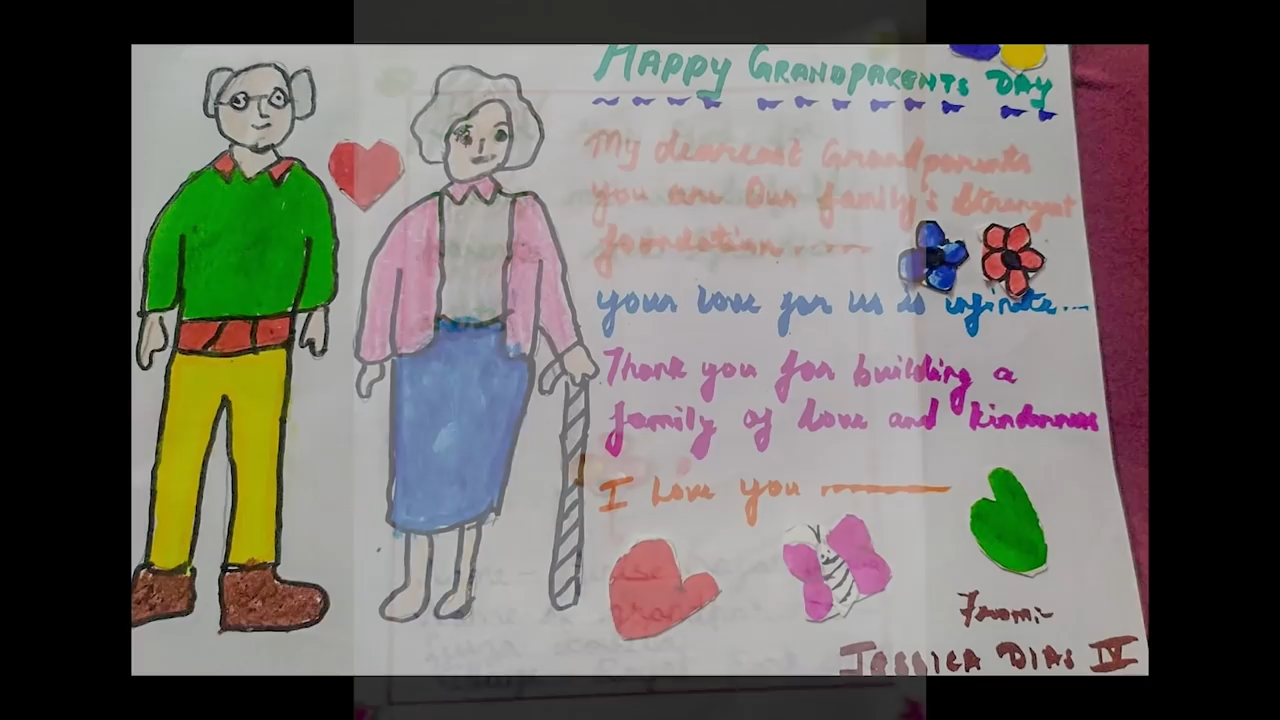 HAPPY GRANDPARENTS DAY
My dearest Grandparents
you are Our family's Strongest
foundation
your love for us is infinite...
Thank you for building a
family of love and kindness
I Love you
From:-
JESSICA DIAS IV